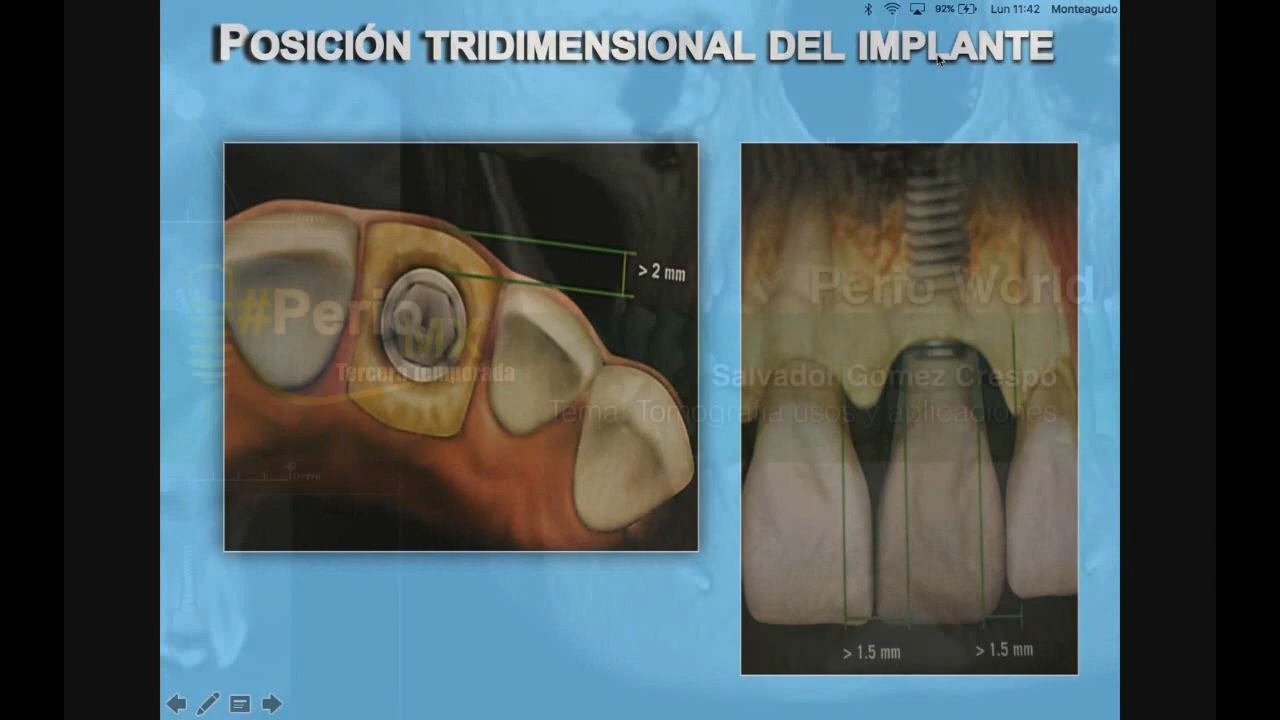 92% Lun 11:42 Monteagudo
POSICIÓN TRIDIMENSIONAL DEL IMPLANTE
> 2 mm
#Perio
MX
Tercera Temporada
Perio World
Salvador Gómez Crespo
Tema: Tomografía usos y aplicaciones
> 1.5 mm
> 1.5 mm